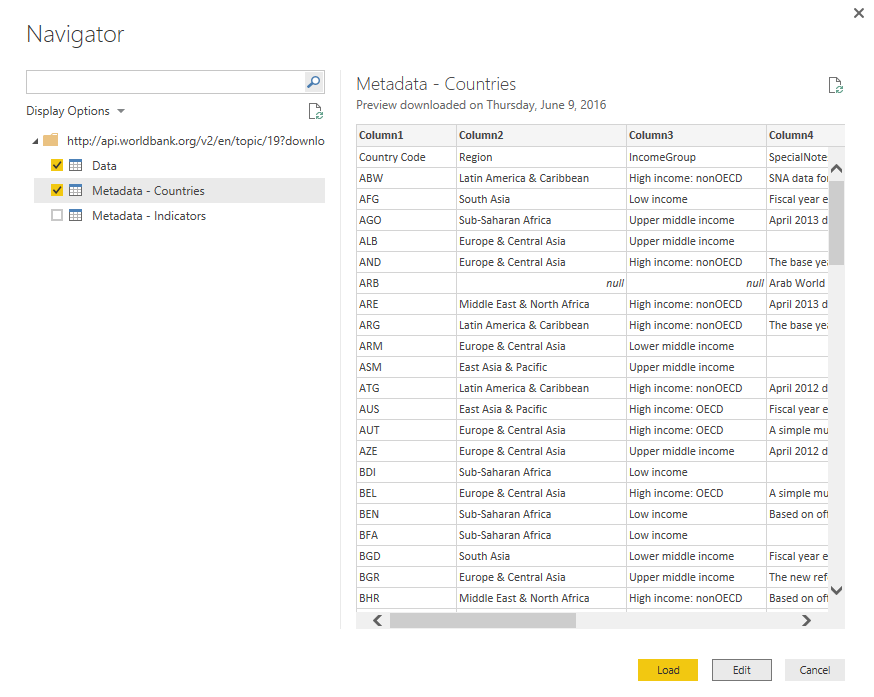 Navigator
Display Options
http://api.worldbank.org/v2/en/topic/19?downlo
Data
Metadata - Countries
Metadata - Indicators
Metadata - Countries
Preview downloaded on Thursday, June 9, 2016
Column1 Column2 Column3 Column4
Country Code Region IncomeGroup SpecialNote
ABW Latin America & Caribbean High income: nonOECD SNA data fo
AFG South Asia Low income Fiscal year e
AGO Sub-Saharan Africa Upper middle income April 2013 d
ALB Europe & Central Asia Upper middle income
AND Europe & Central Asia High income: nonOECD The base yea
ARB null null Arab World
ARE Middle East & North Africa High income: nonOECD April 2013 d
ARG Latin America & Caribbean High income: nonOECD The base yea
ARM Europe & Central Asia Lower middle income
ASM East Asia & Pacific Upper middle income
ATG Latin America & Caribbean High income: nonOECD April 2012 d
AUS East Asia & Pacific High income: OECD Fiscal year e
AUT Europe & Central Asia High income: OECD A simple mu
AZE Europe & Central Asia Upper middle income April 2012 d
BDI Sub-Saharan Africa Low income
BEL Europe & Central Asia High income: OECD A simple mu
BEN Sub-Saharan Africa Low income Based on off
BFA Sub-Saharan Africa Low income
BGD South Asia Lower middle income Fiscal year e
BGR Europe & Central Asia Upper middle income The new ref
BHR Middle East & North Africa High income: nonOECD Based on off
Load Edit Cancel